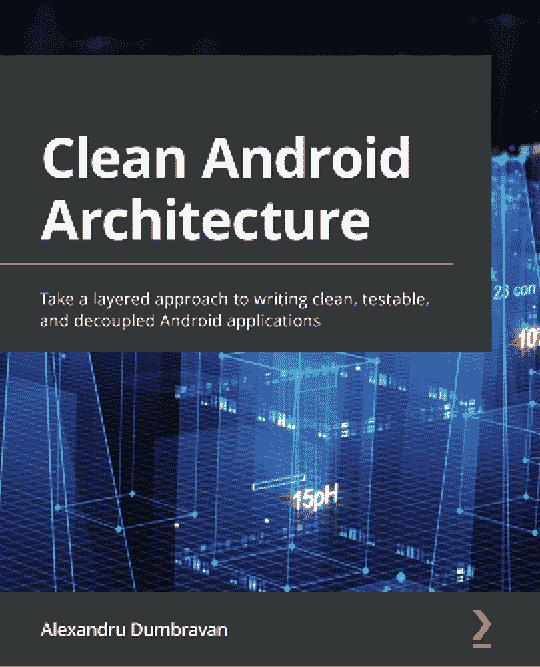 Clean Android
Architecture
23 con
Take a layered approach to writing clean, testable,
and decoupled Android applications
15pH
Alexandru Dumbravan